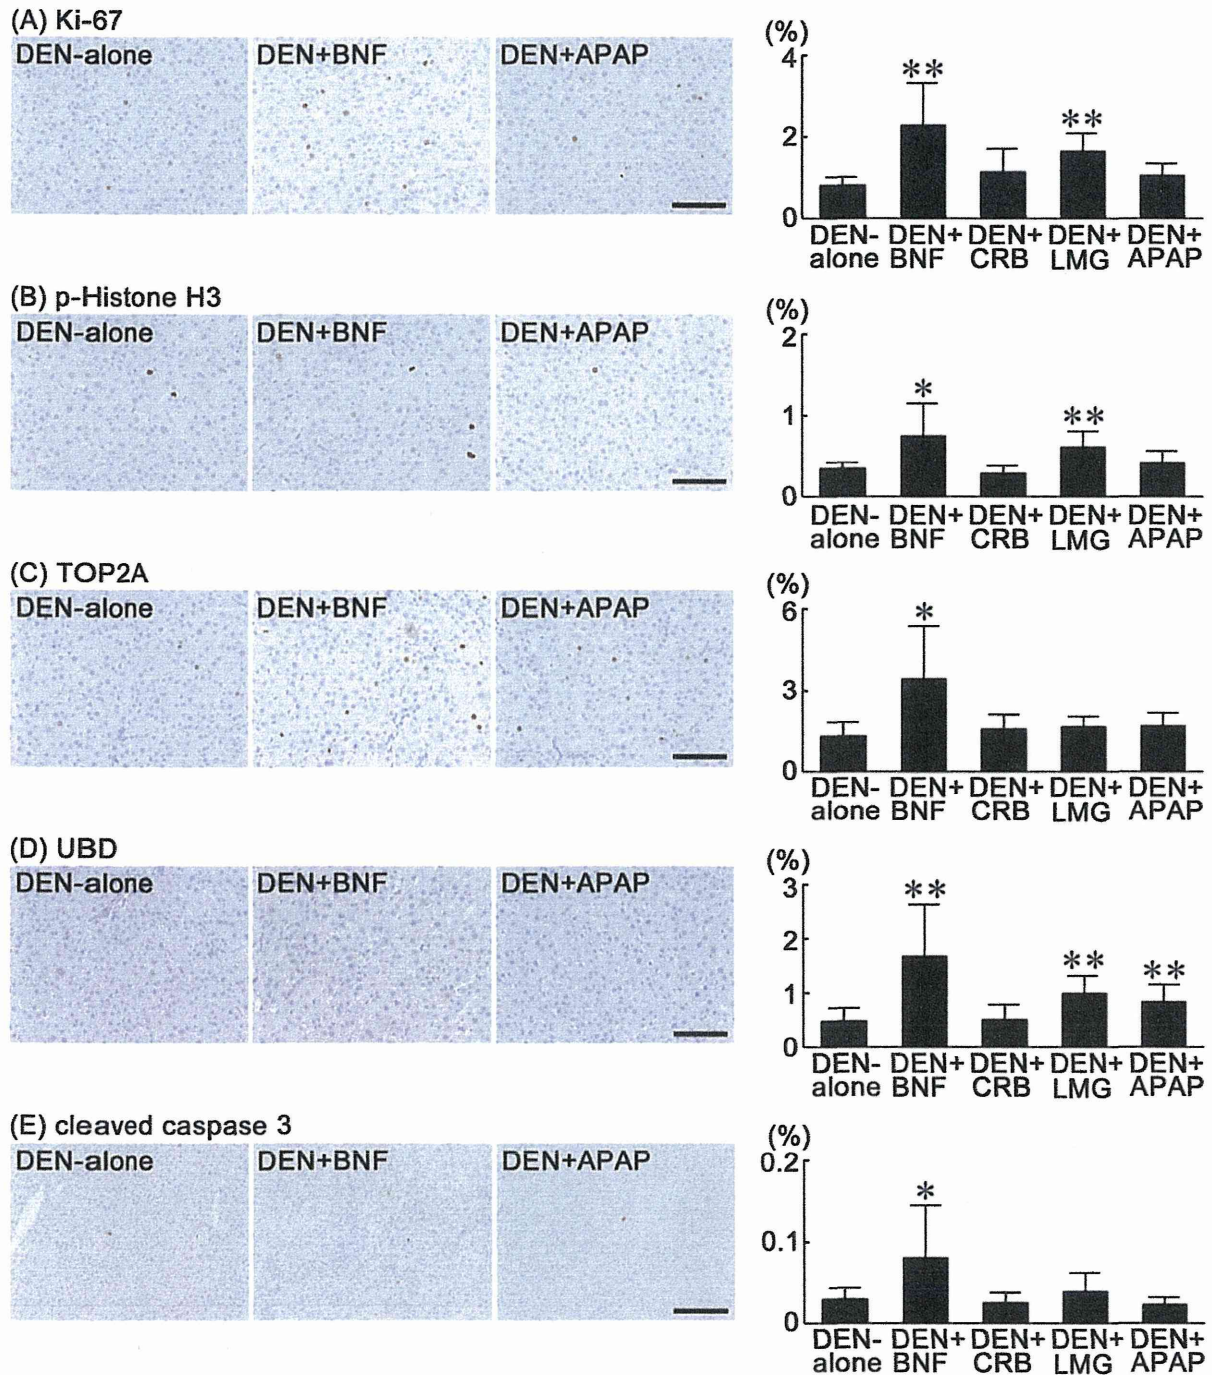 (A) Ki-67
DEN-alone DEN+BNF DEN+APAP
(%)
4
**
**
2
0
DEN- DEN+ DEN+ DEN+ DEN+
alone BNF CRB LMG APAP
(B) p-Histone H3
DEN-alone DEN+BNF DEN+APAP
(%)
2
*
**
1
0
DEN- DEN+ DEN+ DEN+ DEN+
alone BNF CRB LMG APAP
(C) TOP2A
DEN-alone DEN+BNF DEN+APAP
(%)
6
*
3
0
DEN- DEN+ DEN+ DEN+ DEN+
alone BNF CRB LMG APAP
(D) UBD
DEN-alone DEN+BNF DEN+APAP
(%)
3
**
2
** **
1
0
DEN- DEN+ DEN+ DEN+ DEN+
alone BNF CRB LMG APAP
(E) cleaved caspase 3
DEN-alone DEN+BNF DEN+APAP
(%)
0.2
*
0.1
0
DEN- DEN+ DEN+ DEN+ DEN+
alone BNF CRB LMG APAP